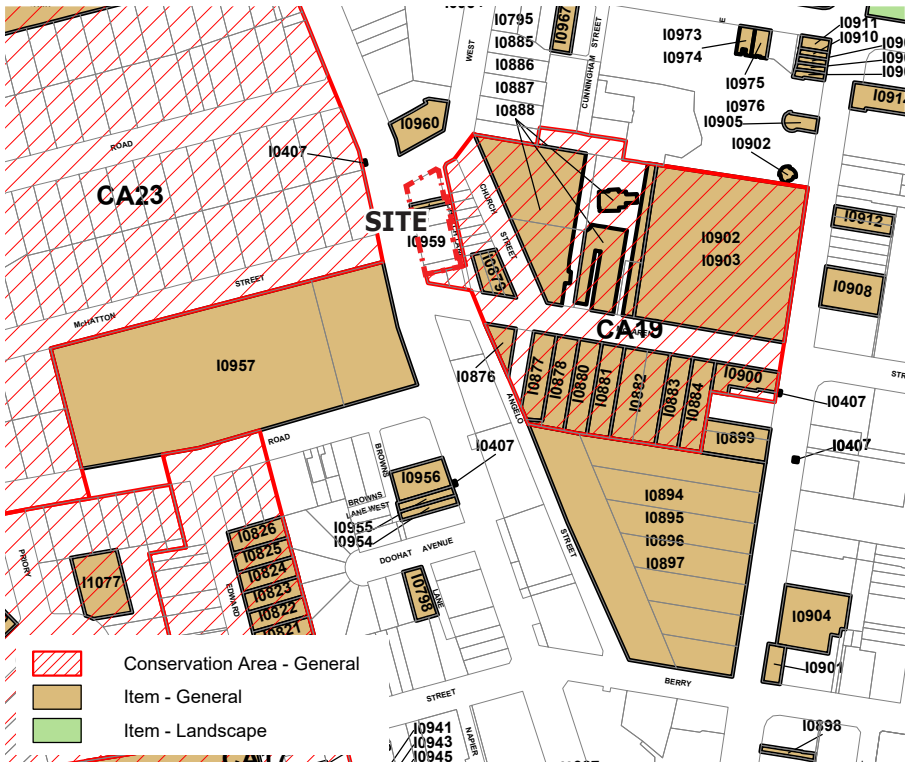 I0795
I0885
I0886
I0887
I0888
WEST
I0967
CUNINGHAM
STREET
I0973
I0974
I0975
I0976
I0905
I0902
I0911
I0910
I0960
I0407
ROAD
CA23
SITE
I0959
CHURCH
STREET
I0879
I0902
I0903
I0912
I0908
McHATTON
STREET
CA19
I0957
I0876
I0877
I0878
I0880
I0881
I0882
I0883
I0884
I0900
I0407
I0899
I0407
ANGELO
STREET
ROAD
BROWNS
I0407
I0956
BROWNS
LANE WEST
I0955
I0954
DOOHAT AVENUE
I0798
LANE
I0894
I0895
I0896
I0897
I0826
I0825
I0824
I0823
I0822
I0821
EDWARD
PRIORY
I1077
I0904
I0901
BERRY
STREET
NAPIER
I0898
I0941
I0943
I0945
Conservation Area - General
Item - General
Item - Landscape